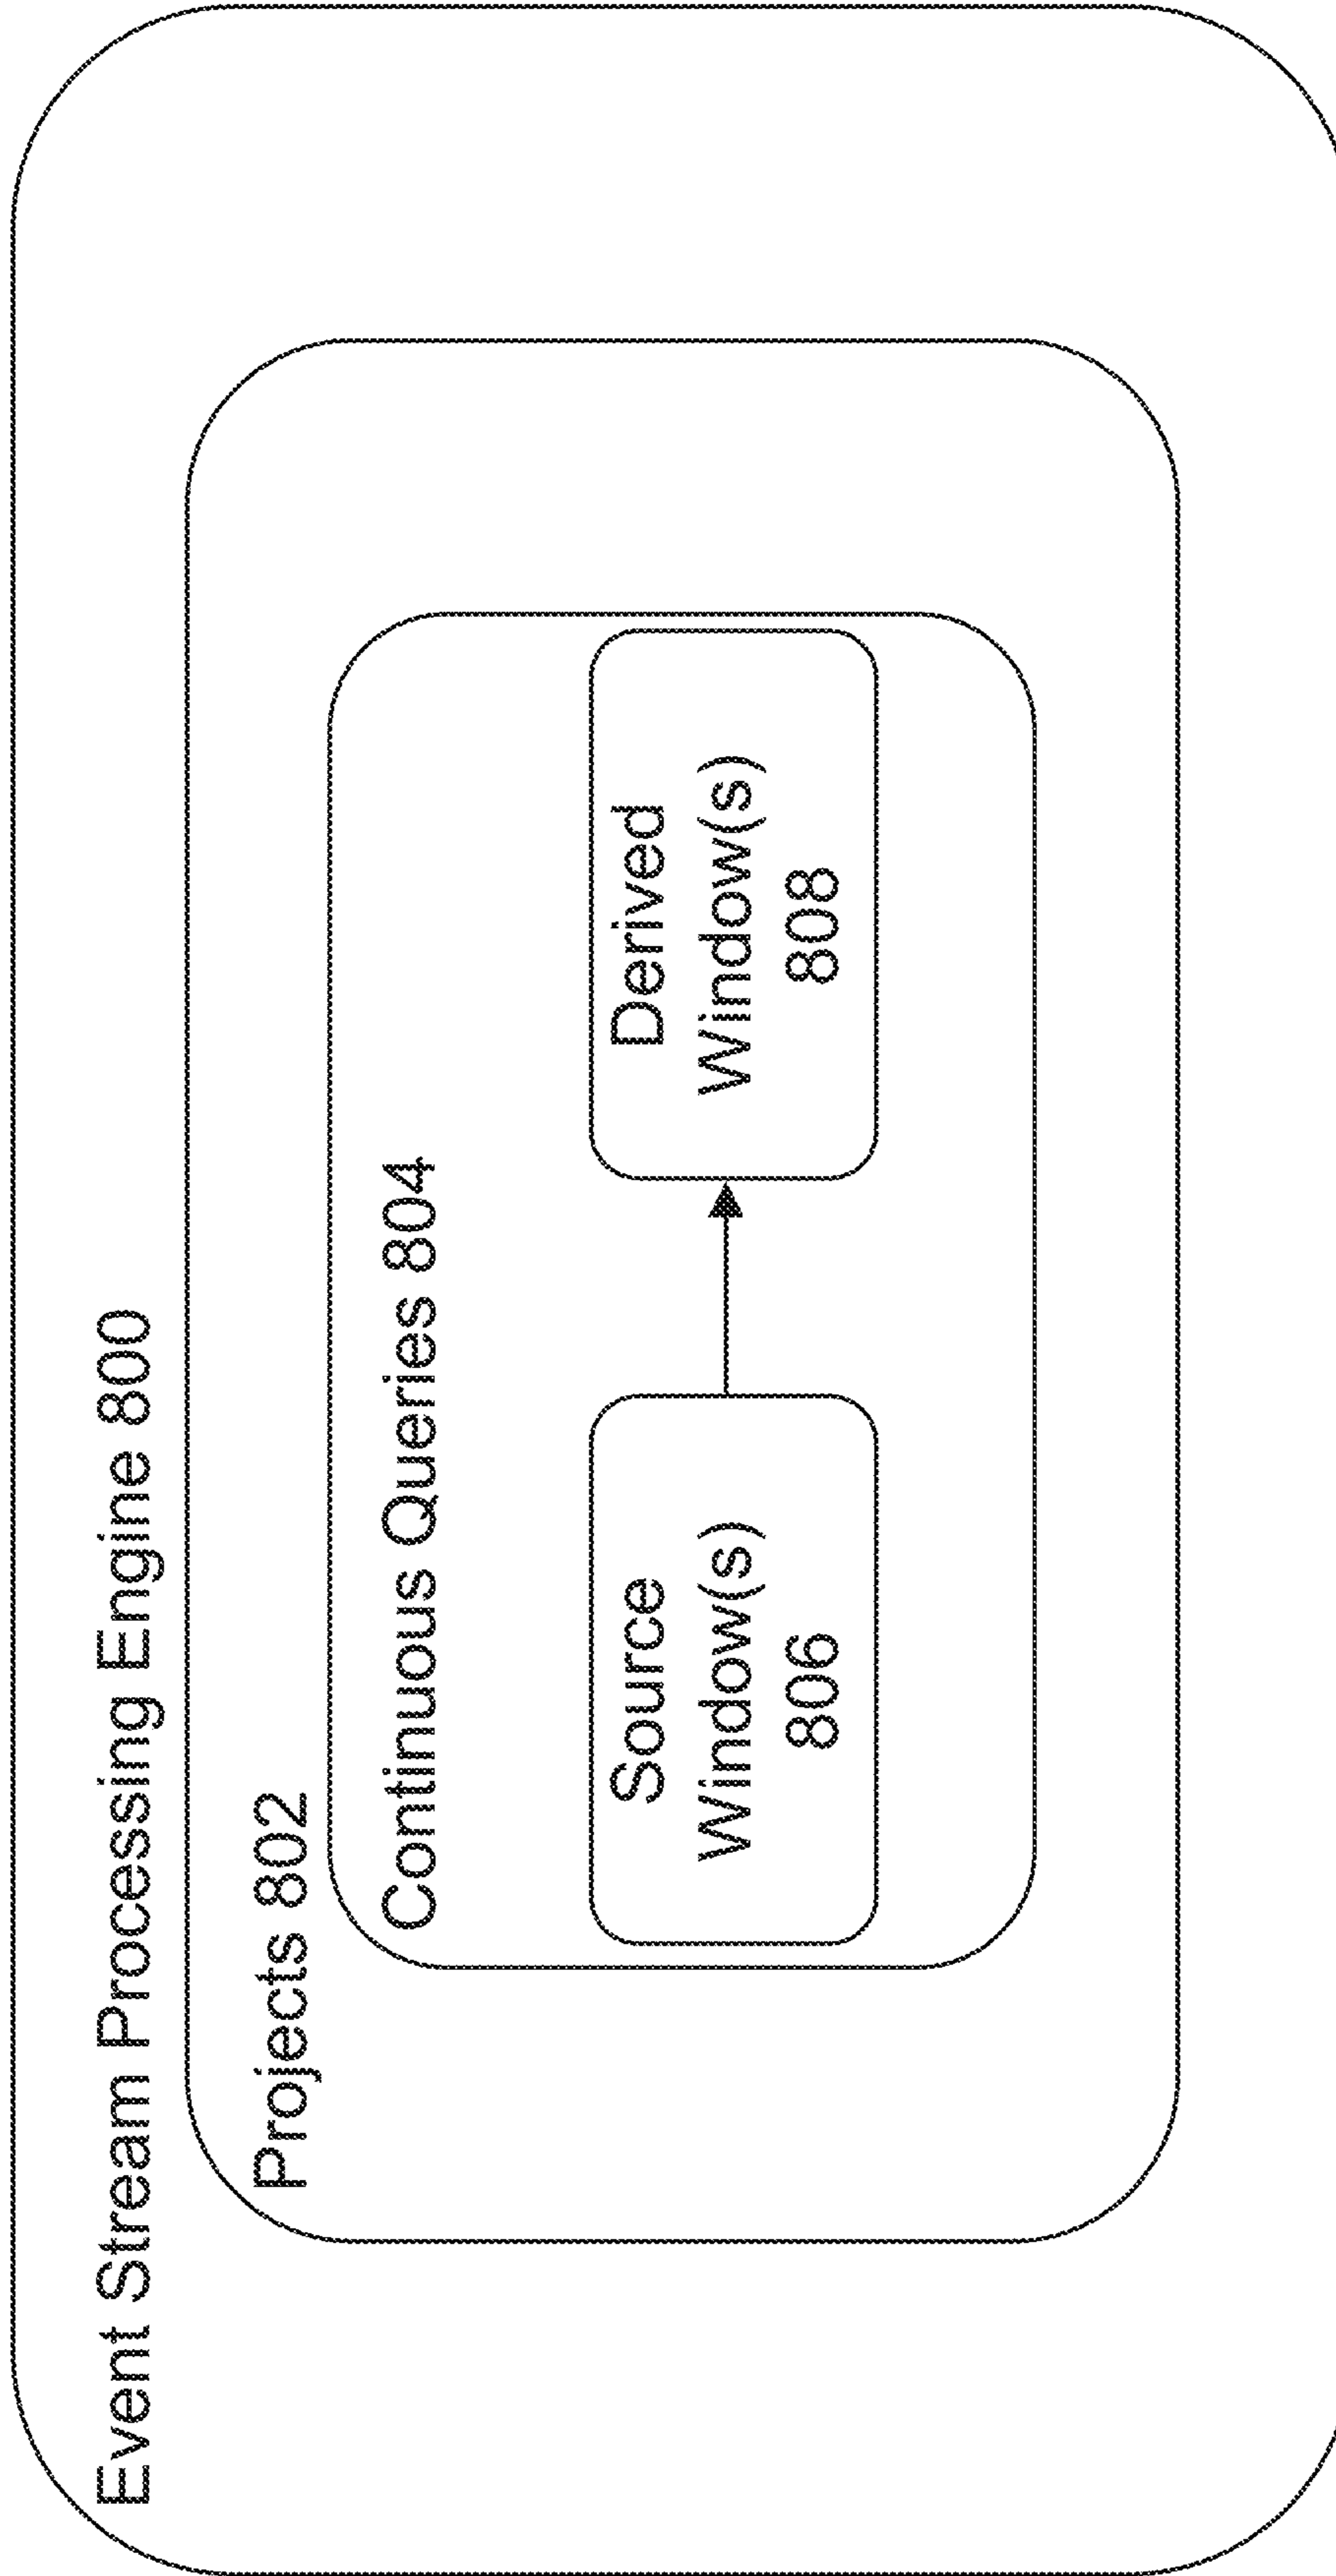 Event Stream Processing Engine 800
Projects 802
Continuous Queries 804
Source
Window(s)
806
Derived
Window(s)
808